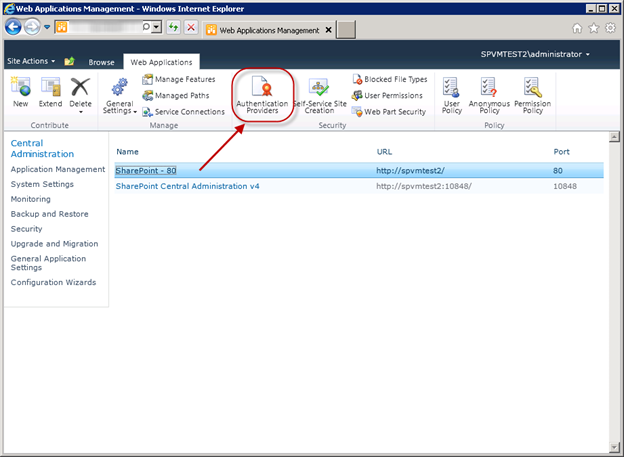 Web Applications Management - Windows Internet Explorer
Web Applications Management
Site Actions Browse Web Applications SPVMTEST2\administrator
New
Extend
Delete
Contribute
General
Settings
Manage Features
Managed Paths
Service Connections
Manage
Authentication
Providers
Self-Service Site
Creation
Blocked File Types
User Permissions
Web Part Security
Security
User
Policy
Anonymous
Policy
Permission
Policy
Policy
Central
Administration
Application Management
System Settings
Monitoring
Backup and Restore
Security
Upgrade and Migration
General Application
Settings
Configuration Wizards
Name URL Port
SharePoint - 80 http://spvmtest2/ 80
SharePoint Central Administration v4 http://spvmtest2:10848/ 10848